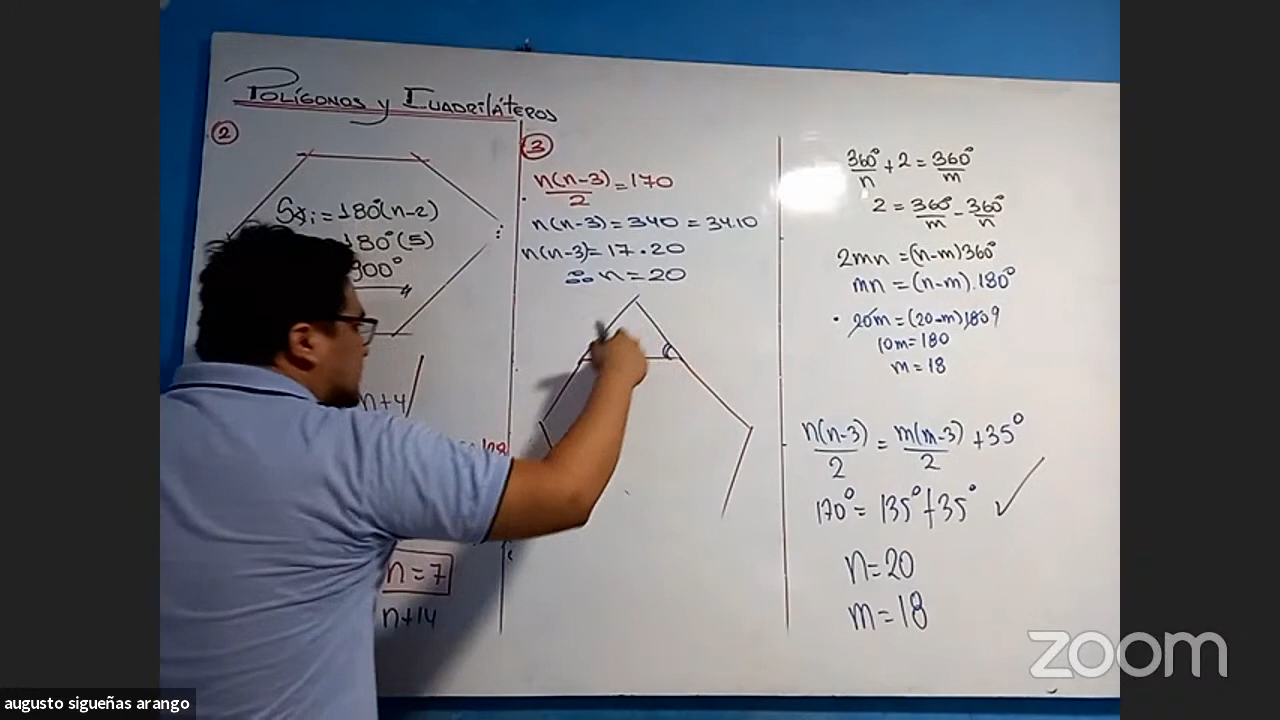 Polígonos y Cuadriláteros
2
S∢i = 180°(n-2)
180°(5)
900°
n+4
n = 7
n+14
3
n(n-3)/2 = 170
n(n-3) = 340 = 34.10
n(n-3) = 17.20
∴ n = 20
360°/n + 2 = 360°/m
2 = 360°/m - 360°/n
2mn = (n-m)360°
mn = (n-m).180°
20m = (20-m)180 9
10m = 180
m = 18
n(n-3)/2 = m(m-3)/2 + 35°
170° = 135° + 35° ✓
n = 20
m = 18
zoom
augusto sigueñas arango